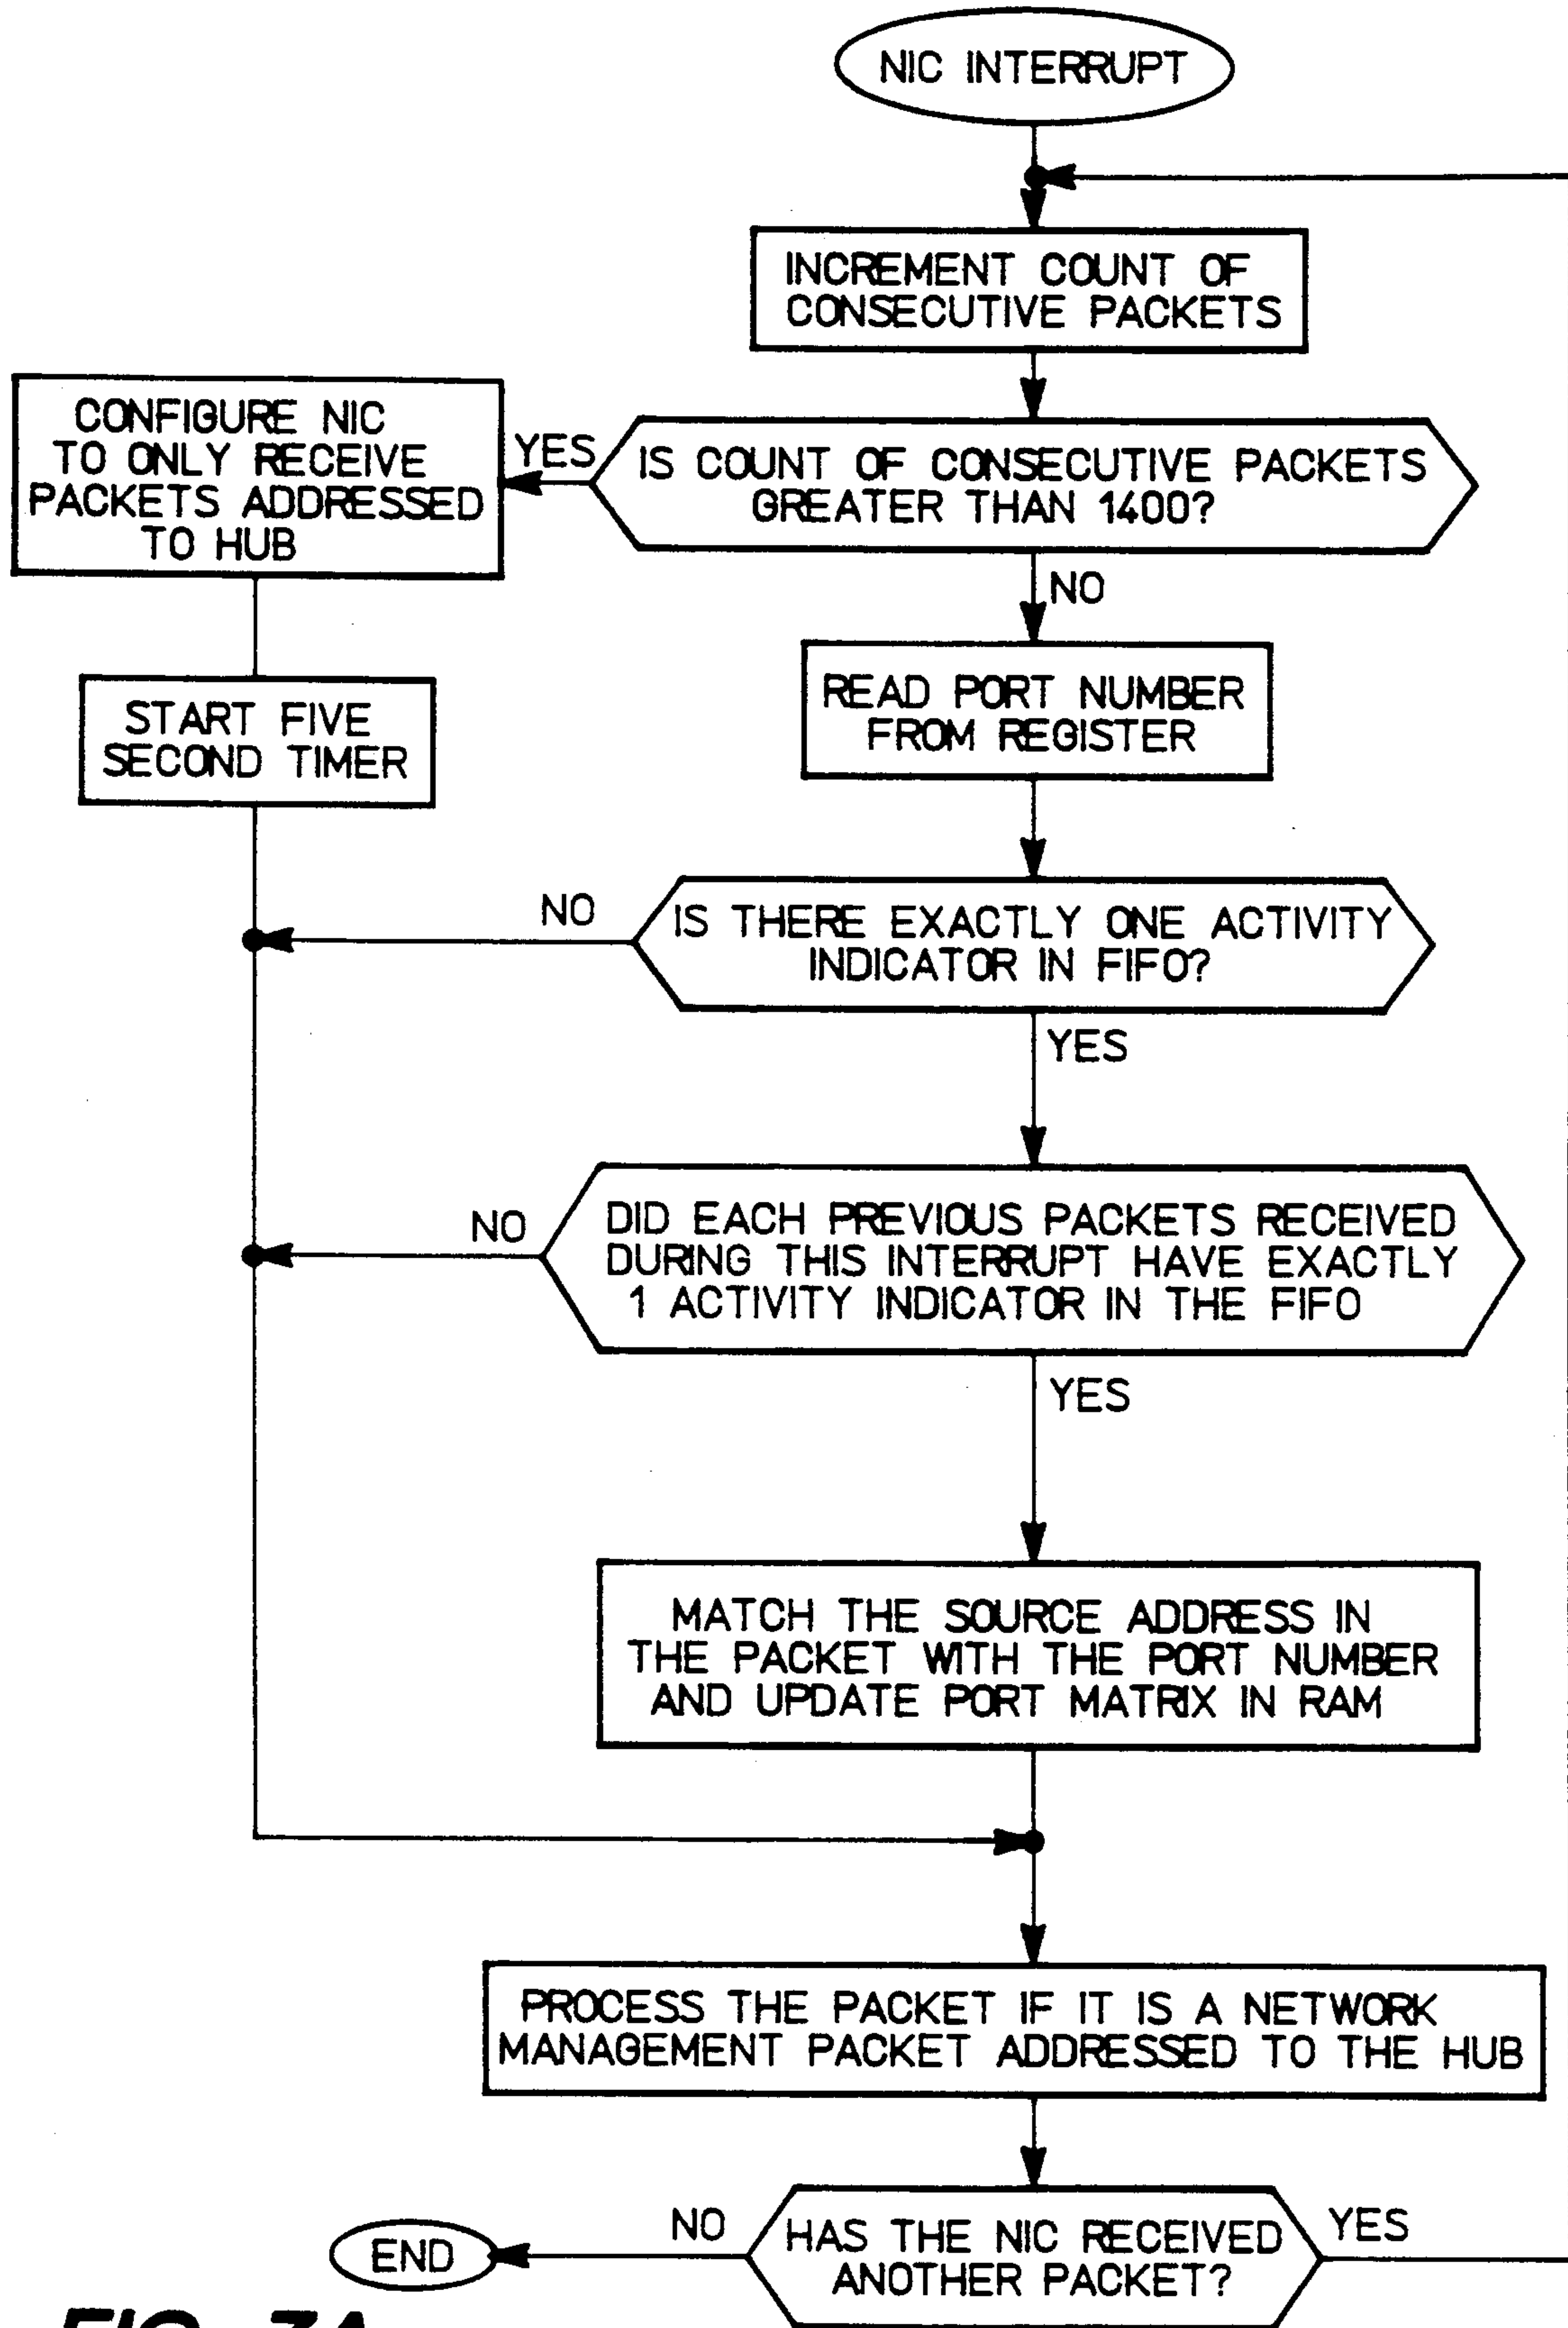 NIC INTERRUPT
INCREMENT COUNT OF
CONSECUTIVE PACKETS
IS COUNT OF CONSECUTIVE PACKETS
GREATER THAN 1400?
YES
CONFIGURE NIC
TO ONLY RECEIVE
PACKETS ADDRESSED
TO HUB
START FIVE
SECOND TIMER
NO
READ PORT NUMBER
FROM REGISTER
IS THERE EXACTLY ONE ACTIVITY
INDICATOR IN FIFO?
NO
YES
DID EACH PREVIOUS PACKETS RECEIVED
DURING THIS INTERRUPT HAVE EXACTLY
1 ACTIVITY INDICATOR IN THE FIFO
NO
YES
MATCH THE SOURCE ADDRESS IN
THE PACKET WITH THE PORT NUMBER
AND UPDATE PORT MATRIX IN RAM
PROCESS THE PACKET IF IT IS A NETWORK
MANAGEMENT PACKET ADDRESSED TO THE HUB
HAS THE NIC RECEIVED
ANOTHER PACKET?
NO
YES
END
FIG. 3A